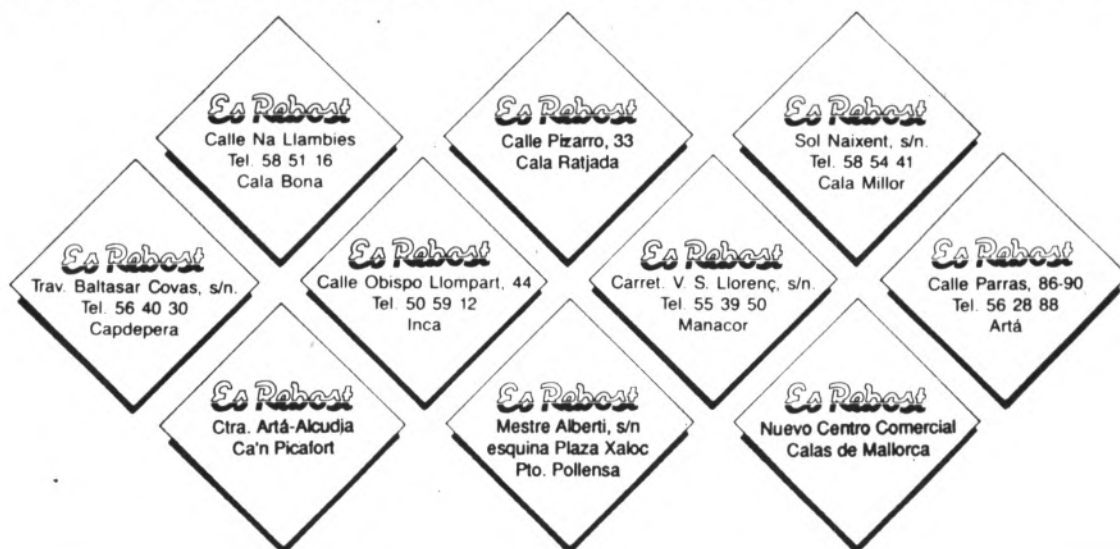 Es Rebost
Calle Na Llambies
Tel. 58 51 16
Cala Bona
Es Rebost
Calle Pizarro, 33
Cala Ratjada
Es Rebost
Sol Naixent, s/n.
Tel. 58 54 41
Cala Millor
Es Rebost
Trav. Baltasar Covas, s/n.
Tel. 56 40 30
Capdepera
Es Rebost
Calle Obispo Llompart, 44
Tel. 50 59 12
Inca
Es Rebost
Carret. V. S. Llorenç, s/n.
Tel. 55 39 50
Manacor
Es Rebost
Calle Parras, 86-90
Tel. 56 28 88
Artá
Es Rebost
Ctra. Artá-Alcudia
Ca'n Picafort
Es Rebost
Mestre Alberti, s/n
esquina Plaza Xaloc
Pto. Pollensa
Es Rebost
Nuevo Centro Comercial
Calas de Mallorca